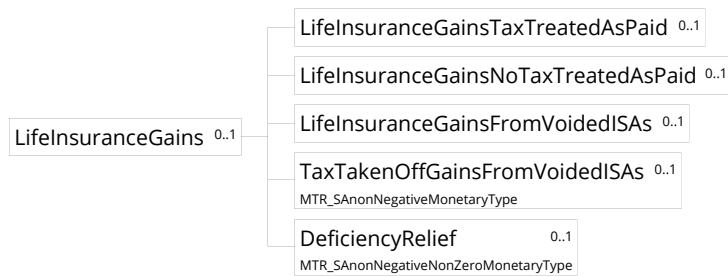 LifeInsuranceGainsTaxTreatedAsPaid 0..1
LifeInsuranceGainsNoTaxTreatedAsPaid 0..1
LifeInsuranceGains 0..1
LifeInsuranceGainsFromVoidedISAs 0..1
TaxTakenOffGainsFromVoidedISAs 0..1
MTR_SAnonNegativeMonetaryType
DeficiencyRelief 0..1
MTR_SAnonNegativeNonZeroMonetaryType